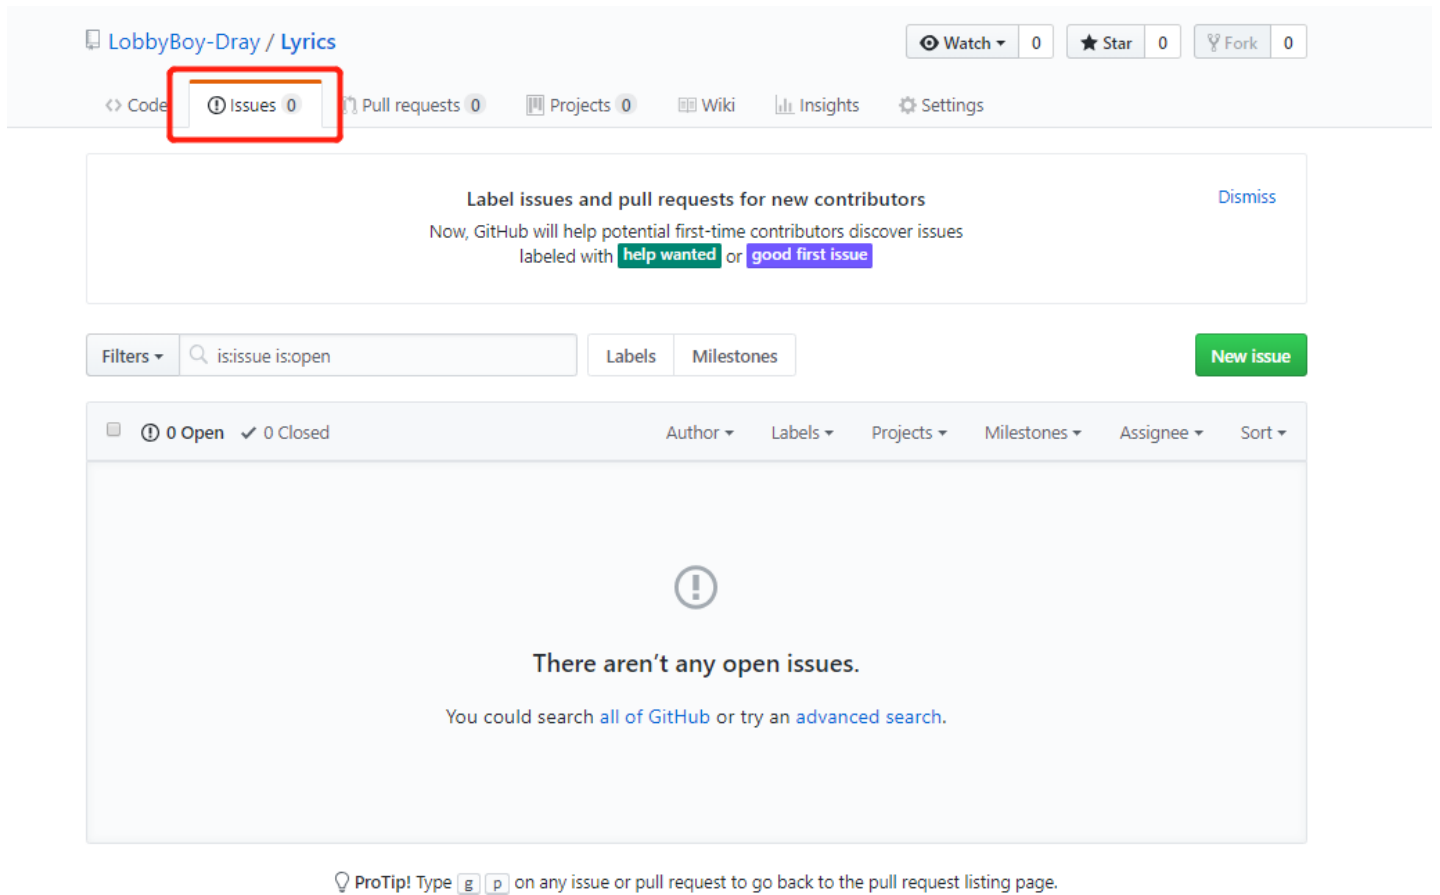 LobbyBoy-Dray / Lyrics
Watch 0 Star 0 Fork 0
Code Issues 0 Pull requests 0 Projects 0 Wiki Insights Settings
Label issues and pull requests for new contributors
Dismiss
Now, GitHub will help potential first-time contributors discover issues
labeled with help wanted or good first issue
Filters is:issue is:open Labels Milestones New issue
0 Open 0 Closed Author Labels Projects Milestones Assignee Sort
There aren’t any open issues.
You could search all of GitHub or try an advanced search.
ProTip! Type g p on any issue or pull request to go back to the pull request listing page.